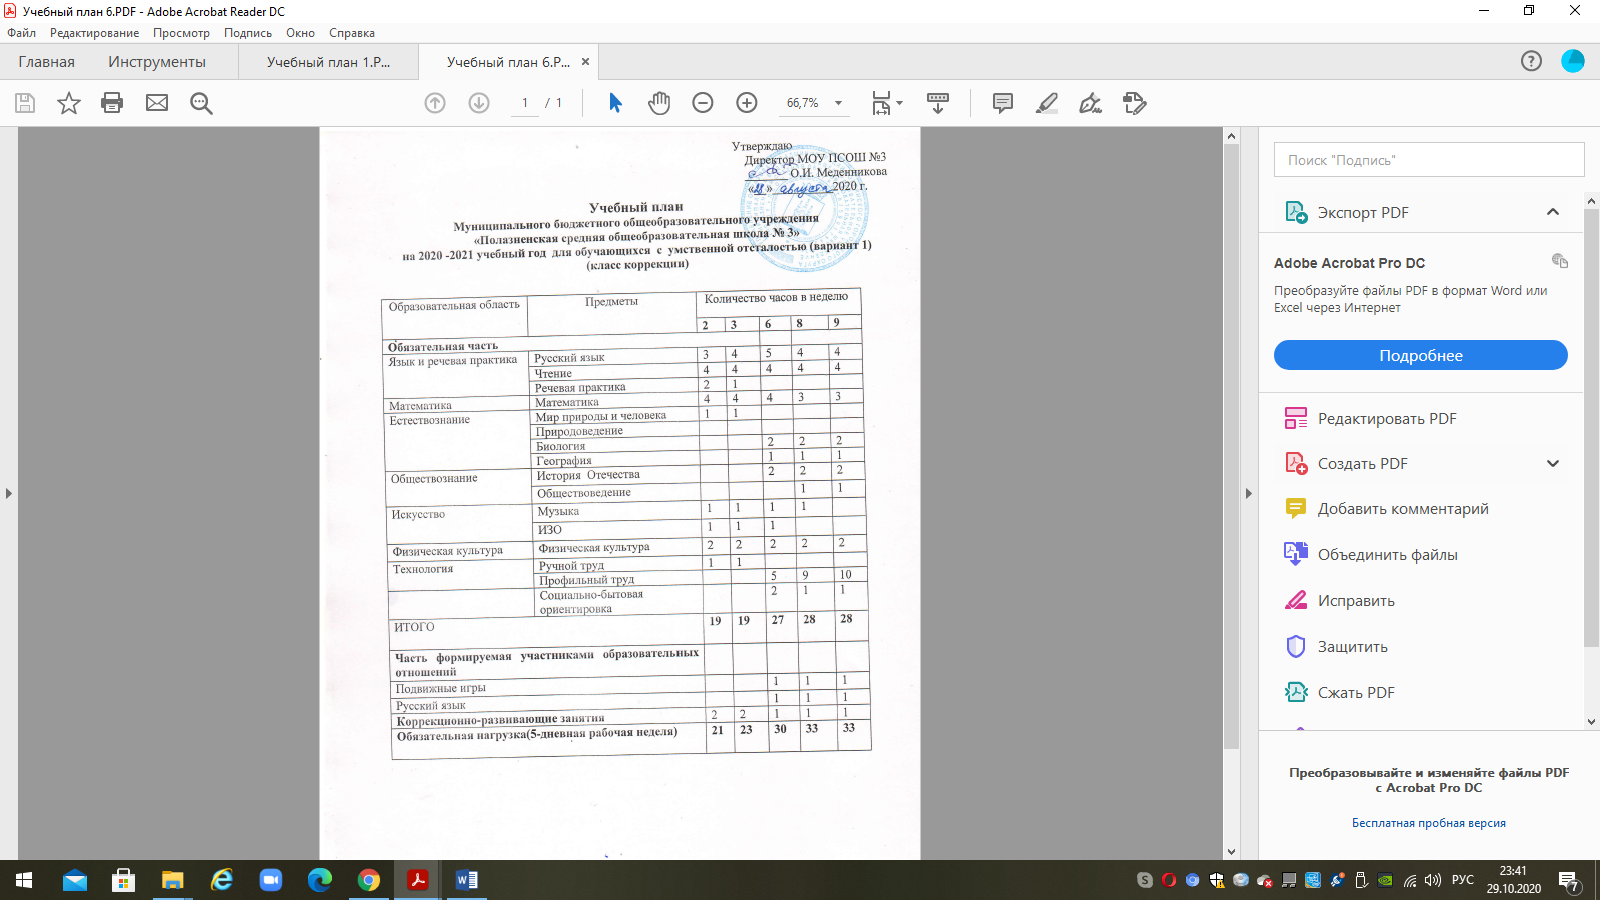 Учебный план 6.PDF - Adobe Acrobat Reader DC
Файл Редактирование Просмотр Подпись Окно Справка
Главная Инструменты Учебный план 1.P... Учебный план 6.P... ×
1 / 1 66,7%
Утверждаю
Директор МОУ ПСОШ №3
О.И. Меденникова
«28» августа 2020 г.
Учебный план
Муниципального бюджетного общеобразовательного учреждения
«Полазненская средняя общеобразовательная школа № 3»
на 2020 -2021 учебный год для обучающихся с умственной отсталостью (вариант 1)
(класс коррекции)
Образовательная область Предметы Количество часов в неделю
2 3 6 8 9
Обязательная часть
Язык и речевая практика Русский язык 3 4 5 4 4
Чтение 4 4 4 4 4
Речевая практика 2 1
Математика Математика 4 4 4 3 3
Естествознание Мир природы и человека 1 1
Природоведение
Биология 2 2 2
География 1 1 1
Обществознание История Отечества 2 2 2
Обществоведение 1 1
Искусство Музыка 1 1 1 1
ИЗО 1 1 1
Физическая культура Физическая культура 2 2 2 2 2
Технология Ручной труд 1 1
Профильный труд 5 9 10
Социально-бытовая 2 1 1
ориентировка
ИТОГО 19 19 27 28 28
Часть формируемая участниками образовательных
отношений
Подвижные игры 1 1 1
Русский язык 1 1 1
Коррекционно-развивающие занятия 2 2 1 1 1
Обязательная нагрузка(5-дневная рабочая неделя) 21 23 30 33 33
Поиск "Подпись"
Экспорт PDF
Adobe Acrobat Pro DC
Преобразуйте файлы PDF в формат Word или
Excel через Интернет
Подробнее
Редактировать PDF
Создать PDF
Добавить комментарий
Объединить файлы
Исправить
Защитить
Сжать PDF
Преобразовывайте и изменяйте файлы PDF
с Acrobat Pro DC
Бесплатная пробная версия
РУС
23:41
29.10.2020
7